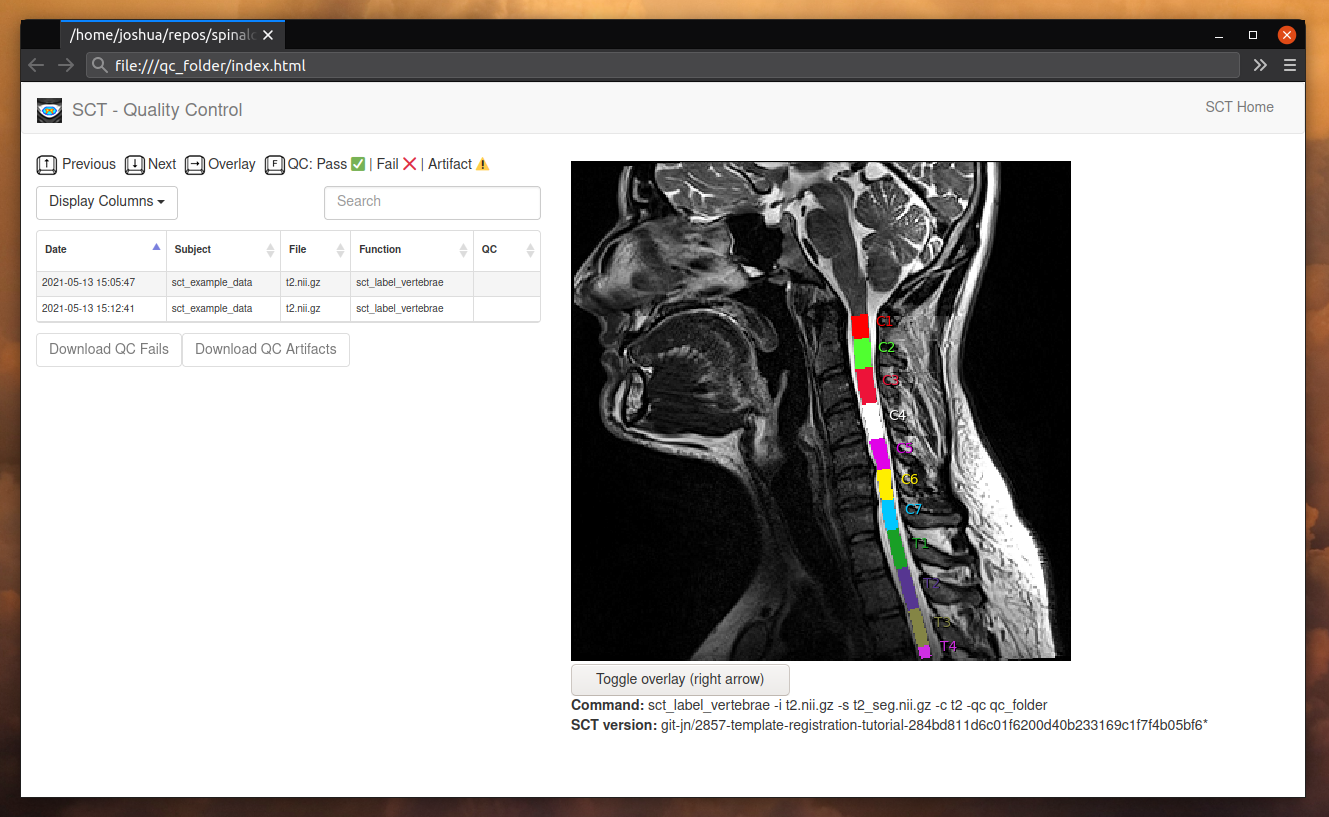 /home/joshua/repos/spinalc
file:///qc_folder/index.html
SCT - Quality Control
SCT Home
↑ Previous ↓ Next → Overlay F QC: Pass ✅ | Fail ❌ | Artifact ⚠️
Display Columns
Search
Date Subject File Function QC
2021-05-13 15:05:47 sct_example_data t2.nii.gz sct_label_vertebrae
2021-05-13 15:12:41 sct_example_data t2.nii.gz sct_label_vertebrae
Download QC Fails Download QC Artifacts
C1
C2
C3
C4
C5
C6
C7
T1
T2
T3
T4
Toggle overlay (right arrow)
Command: sct_label_vertebrae -i t2.nii.gz -s t2_seg.nii.gz -c t2 -qc qc_folder
SCT version: git-jn/2857-template-registration-tutorial-284bd811d6c01f6200d40b233169c1f7f4b05bf6*